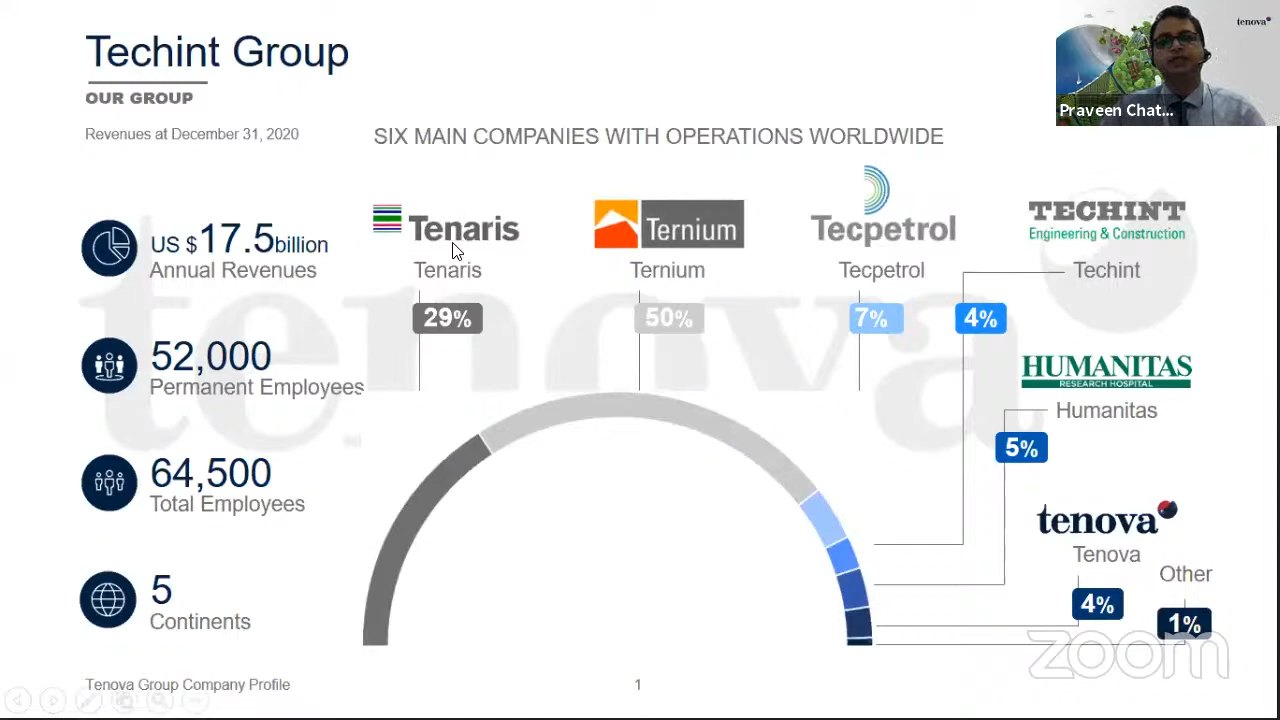 Techint Group
OUR GROUP
Revenues at December 31, 2020
SIX MAIN COMPANIES WITH OPERATIONS WORLDWIDE
tenova
Praveen Chat...
US $17.5billion
Annual Revenues
52,000
Permanent Employees
64,500
Total Employees
5
Continents
Tenaris
Tenaris
29%
Ternium
Ternium
50%
Tecpetrol
Tecpetrol
7%
TECHINT
Engineering & Construction
Techint
4%
HUMANITAS
RESEARCH HOSPITAL
Humanitas
5%
tenova
Tenova
4%
Other
1%
tenova
zoom
Tenova Group Company Profile
1